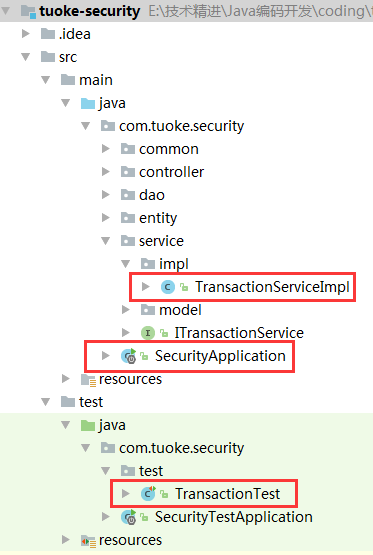 tuoke-security E:\技术精进\Java编码开发\coding\t
.idea
src
main
java
com.tuoke.security
common
controller
dao
entity
service
impl
TransactionServiceImpl
model
ITransactionService
SecurityApplication
resources
test
java
com.tuoke.security
test
TransactionTest
SecurityTestApplication
resources